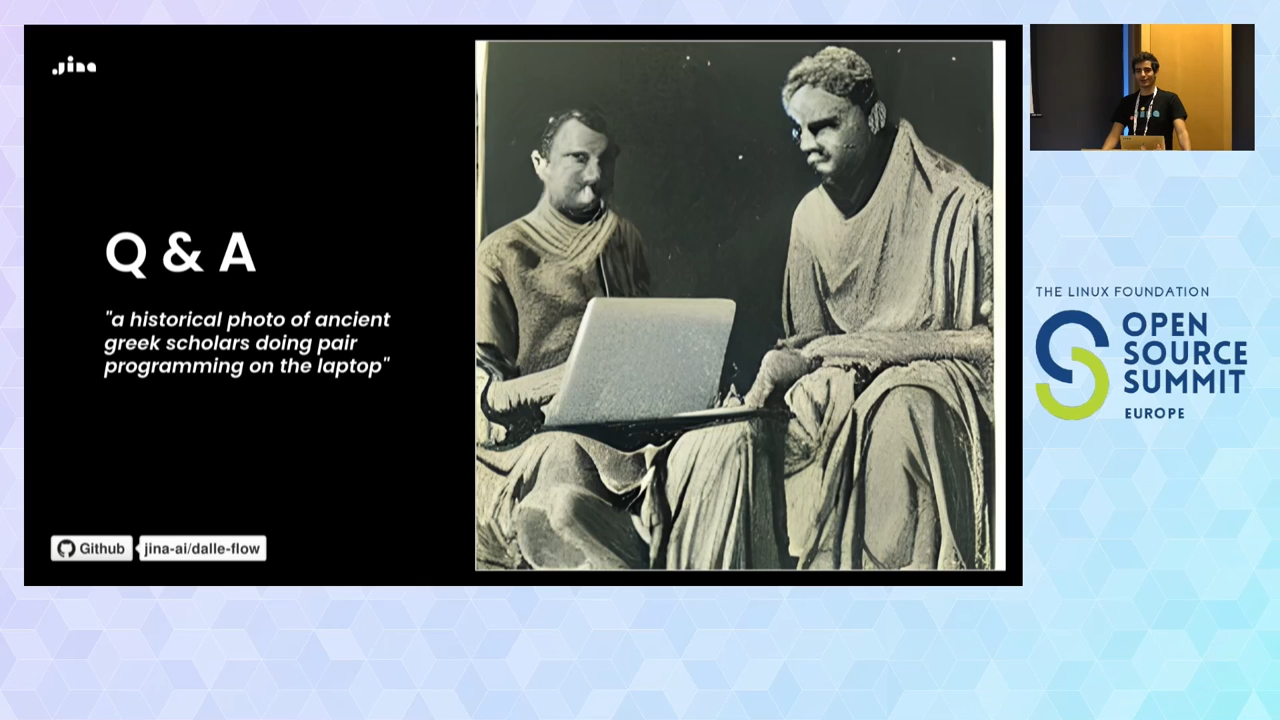 Jina
Q & A
"a historical photo of ancient
greek scholars doing pair
programming on the laptop"
Github
jina-ai/dalle-flow
THE LINUX FOUNDATION
OPEN
SOURCE
SUMMIT
EUROPE